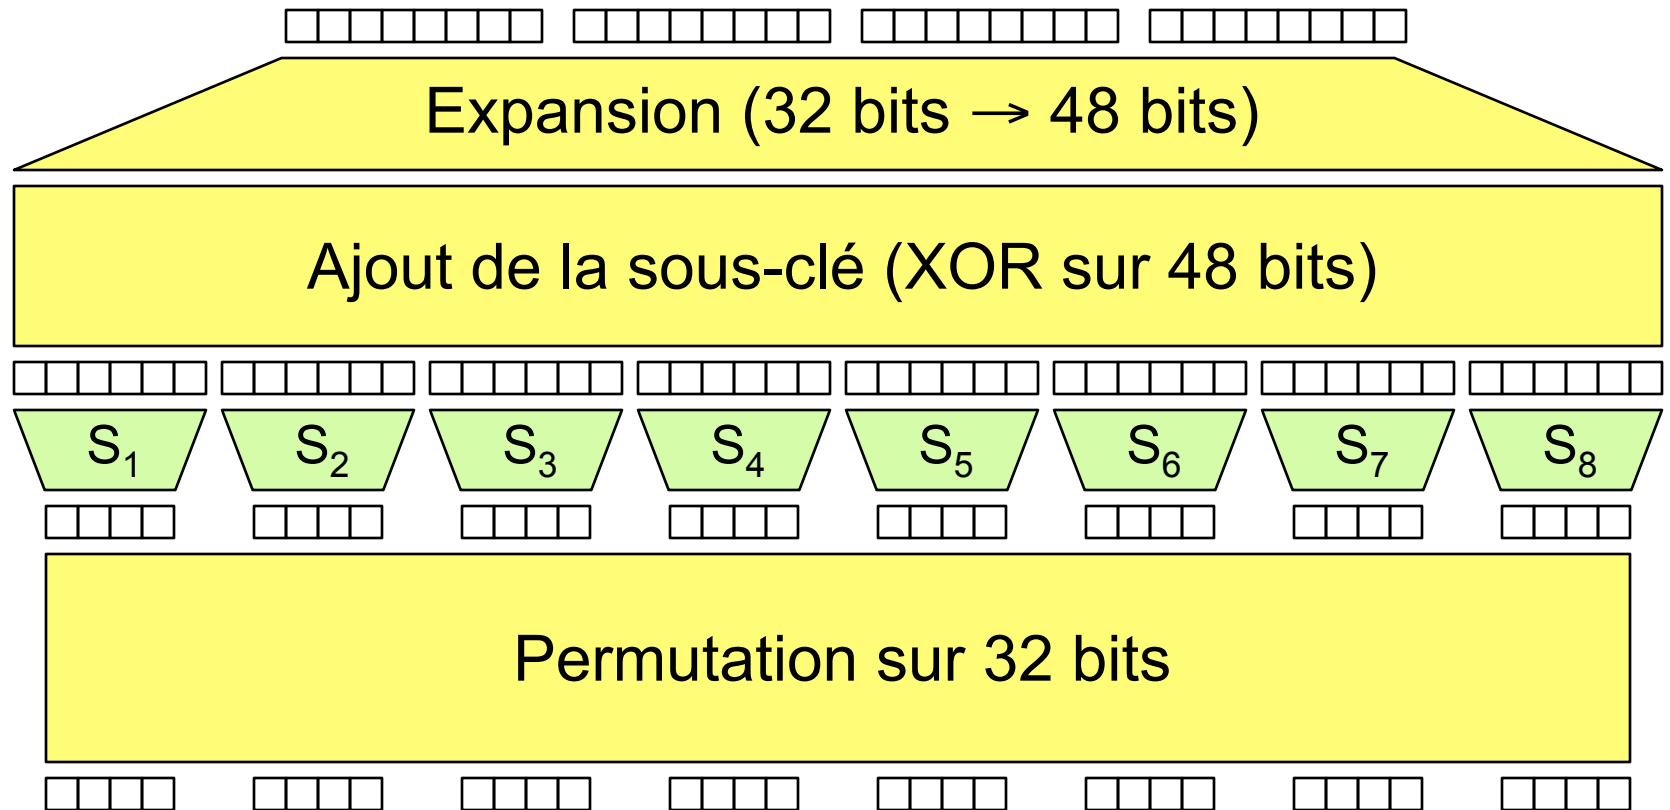 Expansion (32 bits → 48 bits)
Ajout de la sous-clé (XOR sur 48 bits)
S₁ S₂ S₃ S₄ S₅ S₆ S₇ S₈
Permutation sur 32 bits